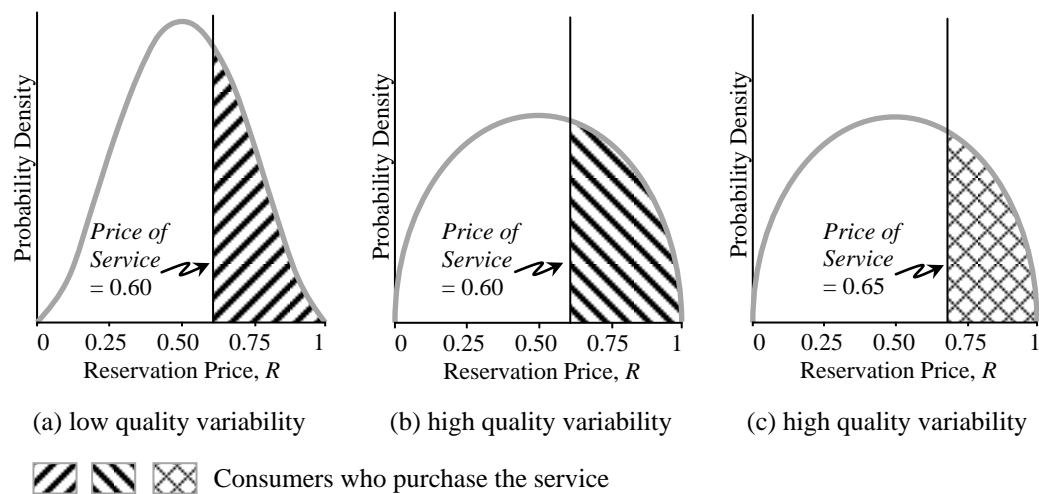 Probability Density
Price of
Service
= 0.60
0 0.25 0.50 0.75 1
Reservation Price, R
(a) low quality variability
Probability Density
Price of
Service
= 0.60
0 0.25 0.50 0.75 1
Reservation Price, R
(b) high quality variability
Probability Density
Price of
Service
= 0.65
0 0.25 0.50 0.75 1
Reservation Price, R
(c) high quality variability
Consumers who purchase the service